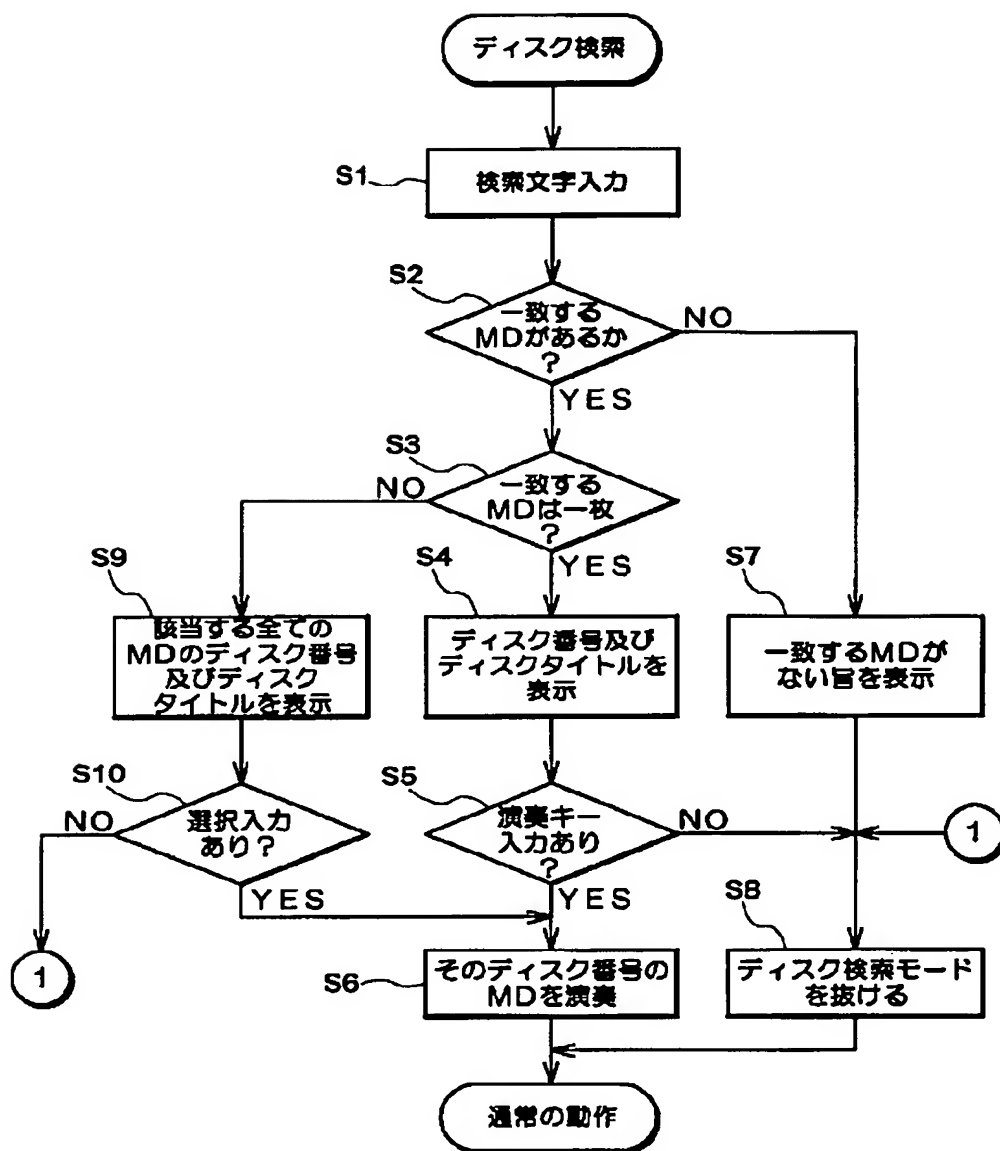 ディスク検索
S1
検索文字入力
S2
一致する
MDがあるか
?
NO
YES
S3
一致する
MDは一枚
?
NO
YES
S9
該当する全ての
MDのディスク番号
及びディスク
タイトルを表示
S4
ディスク番号及び
ディスクタイトルを
表示
S7
一致するMDが
ない旨を表示
S10
選択入力
あり?
NO
YES
S5
演奏キー
入力あり
?
NO
YES
1
1
S6
そのディスク番号の
MDを演奏
S8
ディスク検索モード
を抜ける
通常の動作